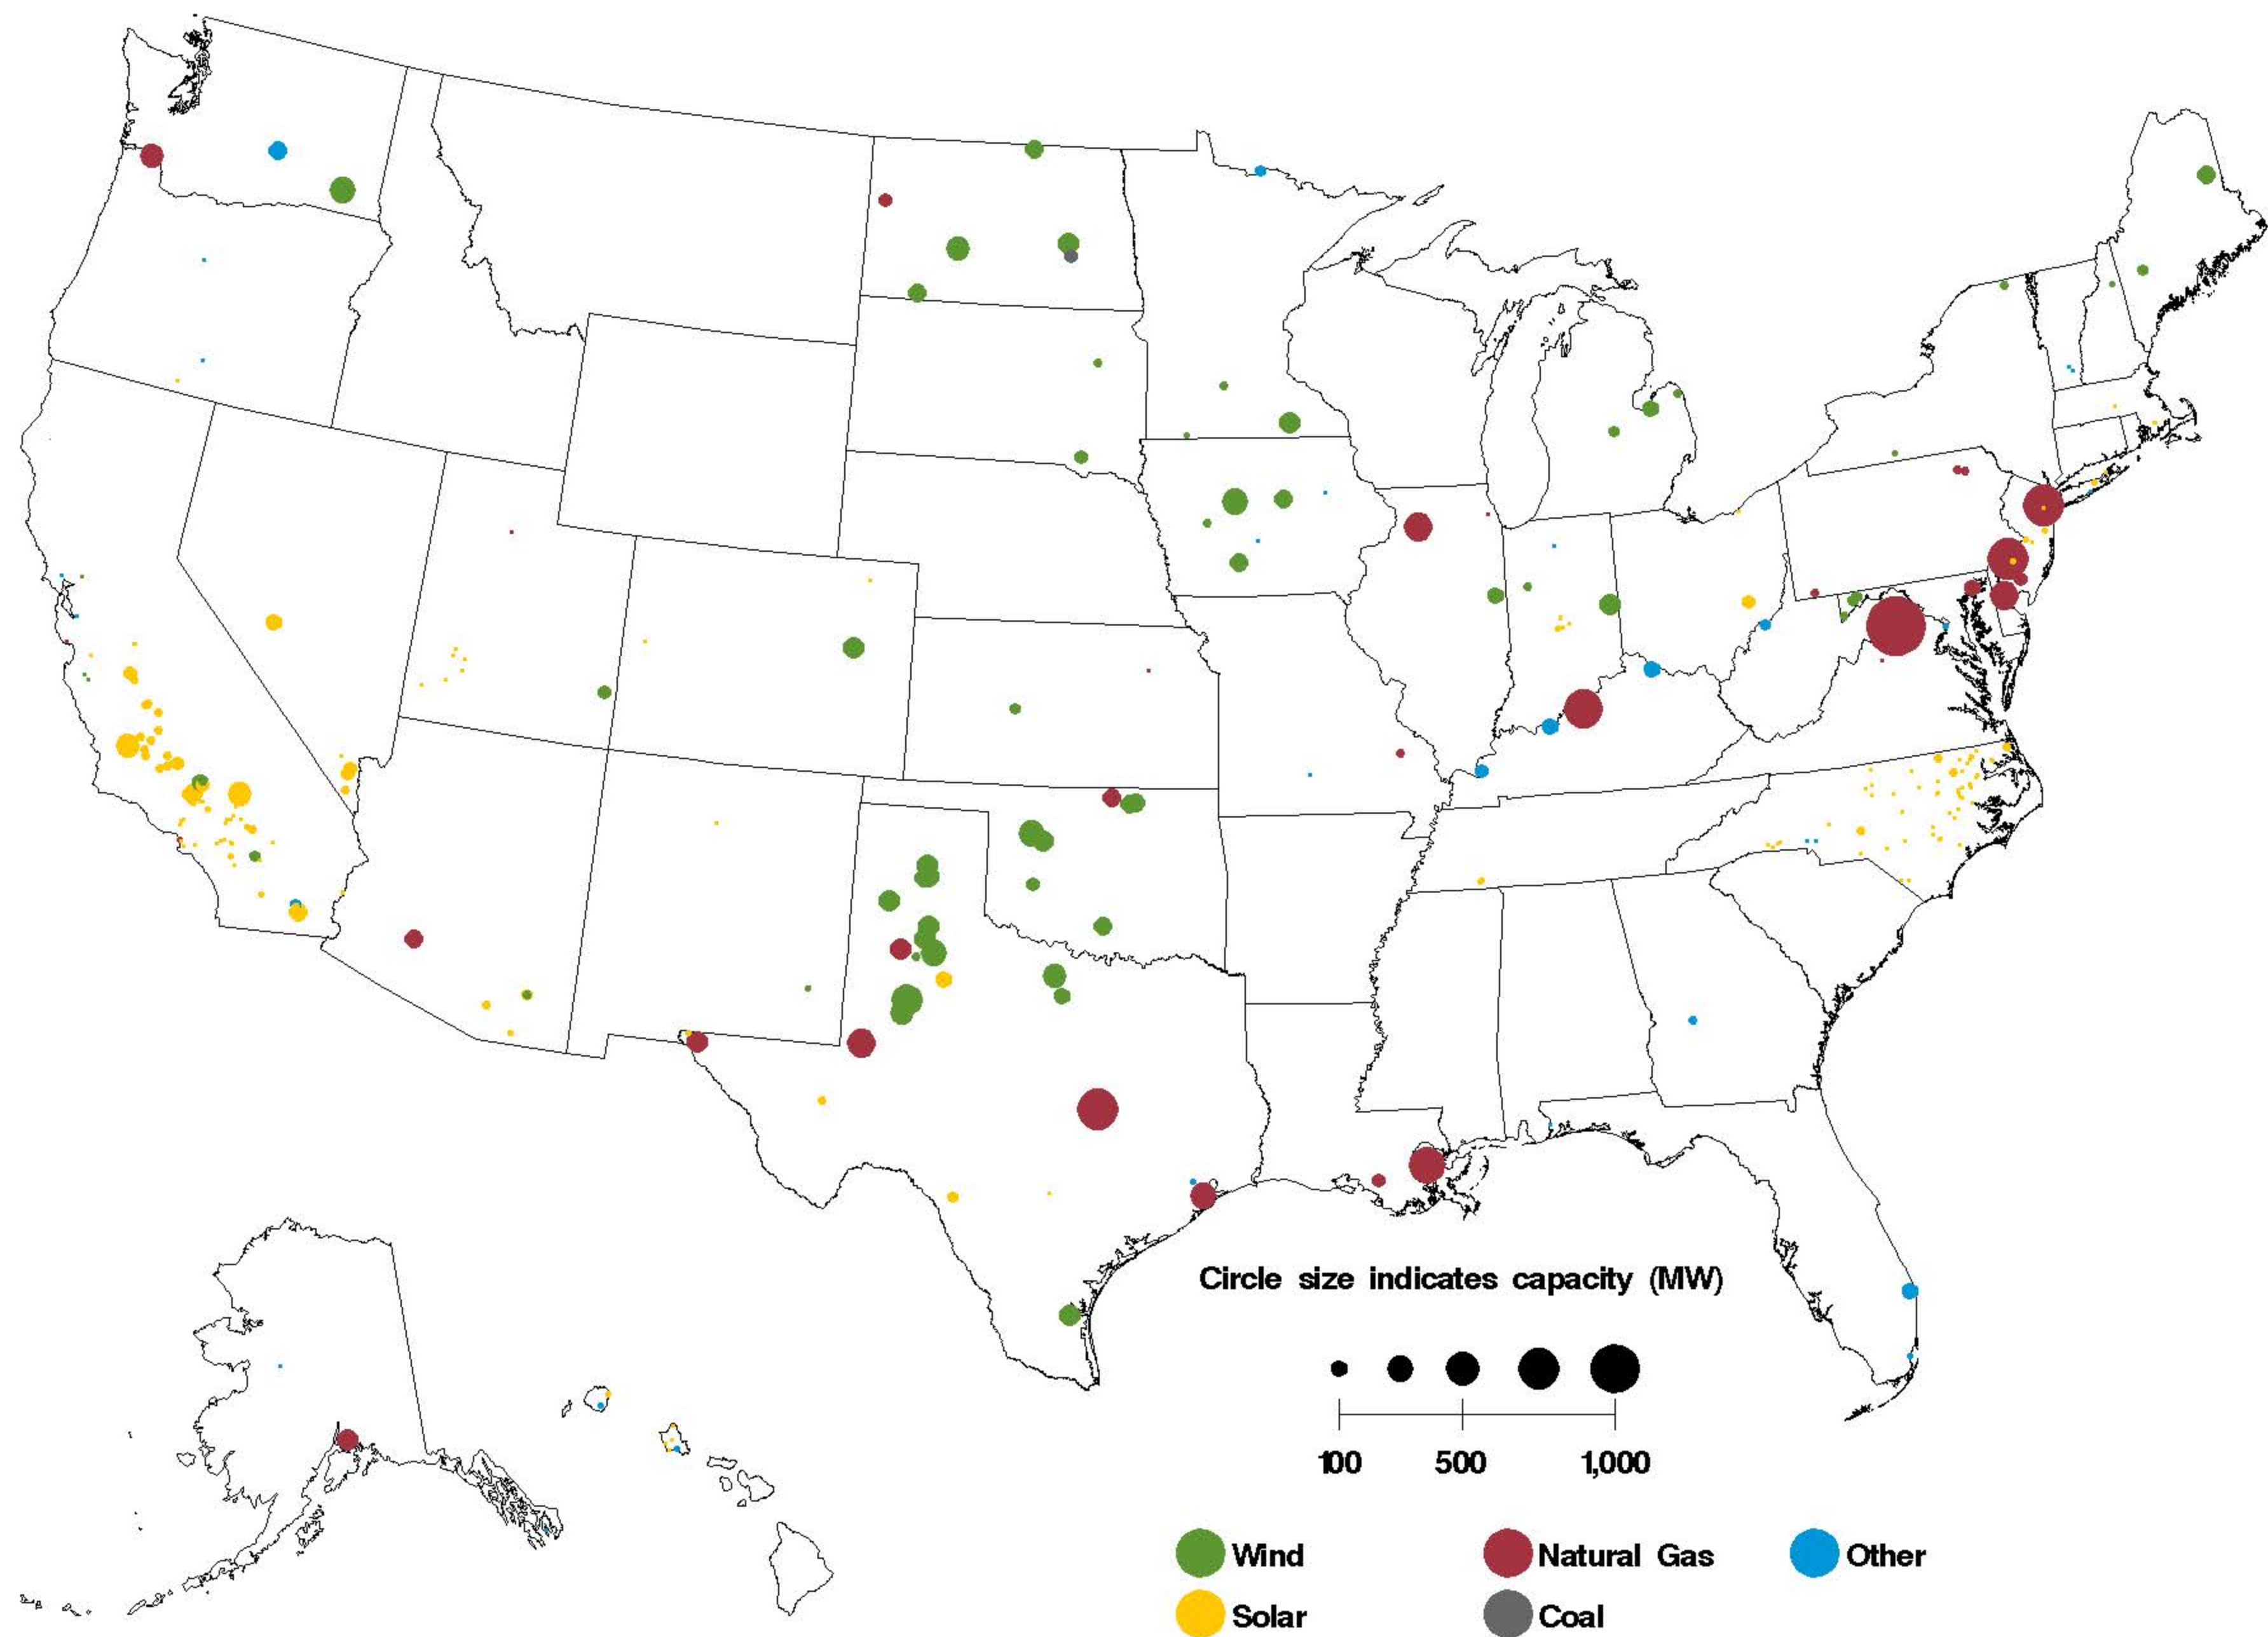 Circle size indicates capacity (MW)
100 500 1,000
Wind Natural Gas Other
Solar Coal